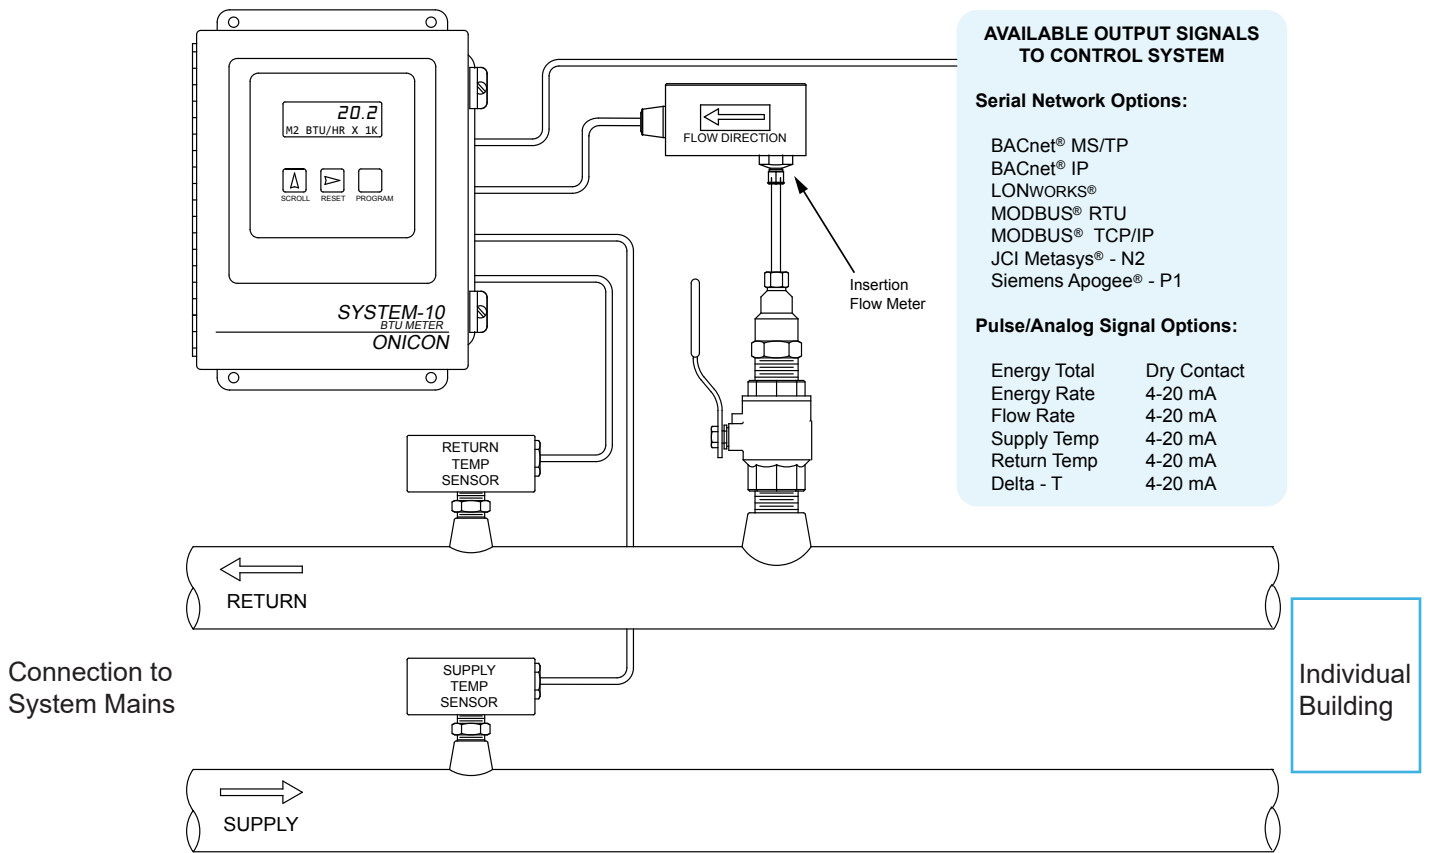 20.2
M2 BTU/HR X 1K
SCROLL RESET PROGRAM
SYSTEM-10
BTU METER
ONICON
FLOW DIRECTION
Insertion
Flow Meter
AVAILABLE OUTPUT SIGNALS
TO CONTROL SYSTEM
Serial Network Options:
BACnet® MS/TP
BACnet® IP
LONWORKS®
MODBUS® RTU
MODBUS® TCP/IP
JCI Metasys® - N2
Siemens Apogee® - P1
Pulse/Analog Signal Options:
Energy Total Dry Contact
Energy Rate 4-20 mA
Flow Rate 4-20 mA
Supply Temp 4-20 mA
Return Temp 4-20 mA
Delta - T 4-20 mA
RETURN
TEMP
SENSOR
RETURN
SUPPLY
TEMP
SENSOR
SUPPLY
Connection to
System Mains
Individual
Building